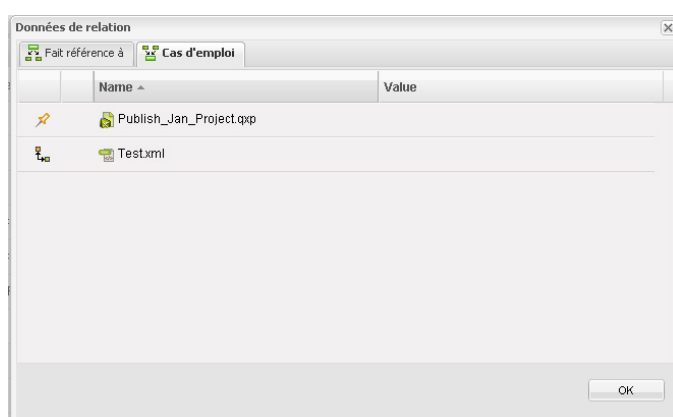 Données de relation
Fait référence à Cas d'emploi
Name Value
Publish_Jan_Project.qxp
Test.xml
OK